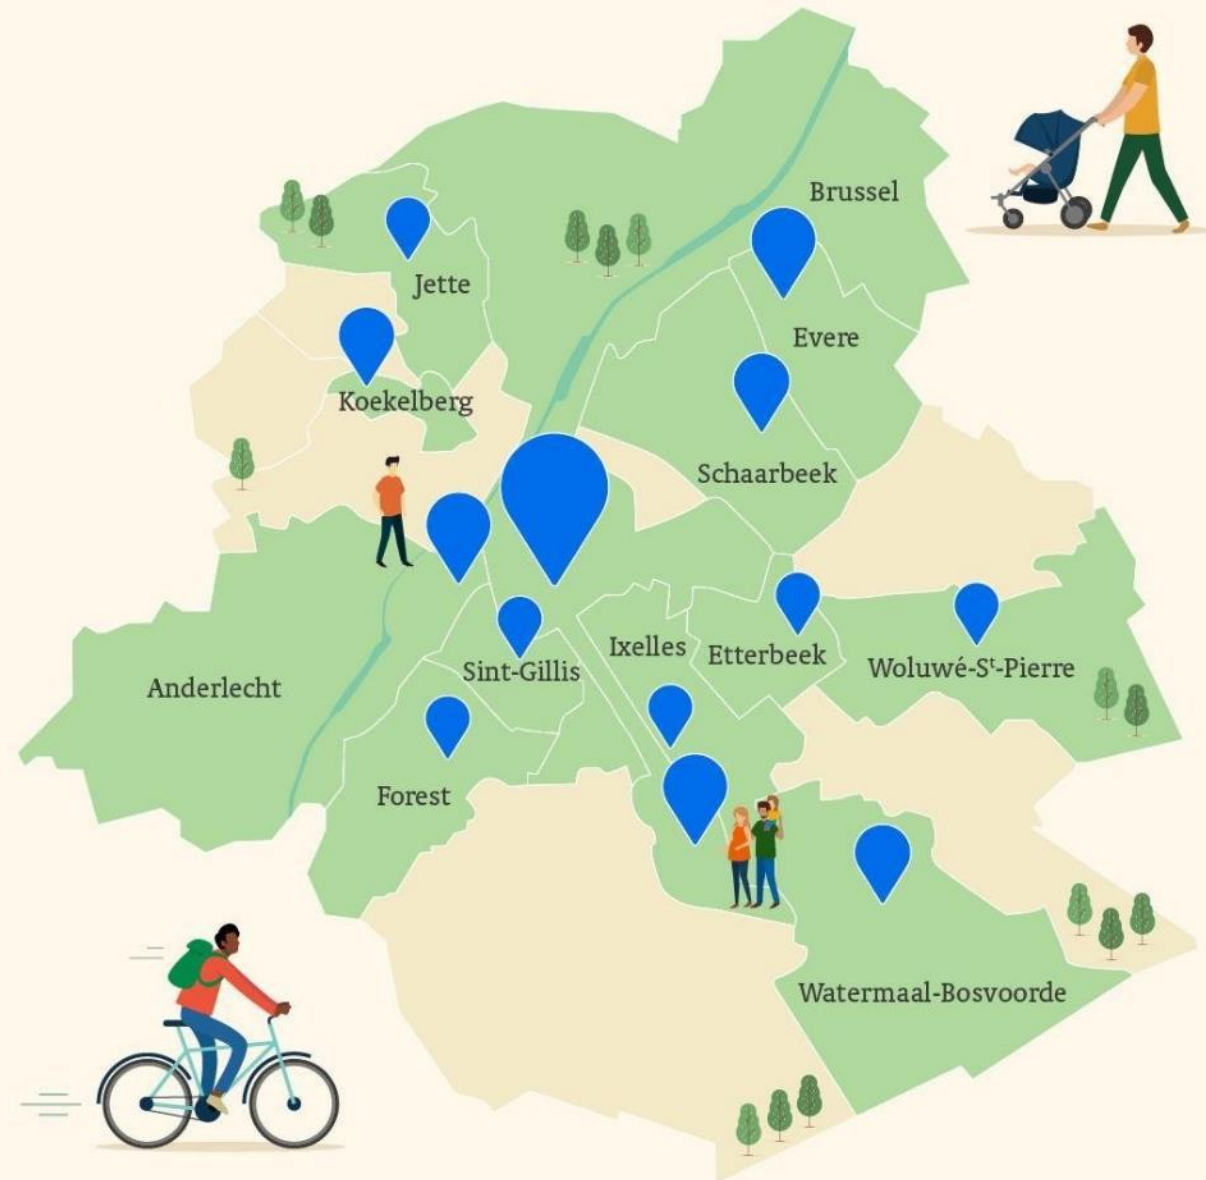 Brussel
Jette
Evere
Koekelberg
Schaarbeek
Ixelles
Etterbeek
Sint-Gillis
Woluwé-Sᵗ-Pierre
Anderlecht
Forest
Watermaal-Bosvoorde